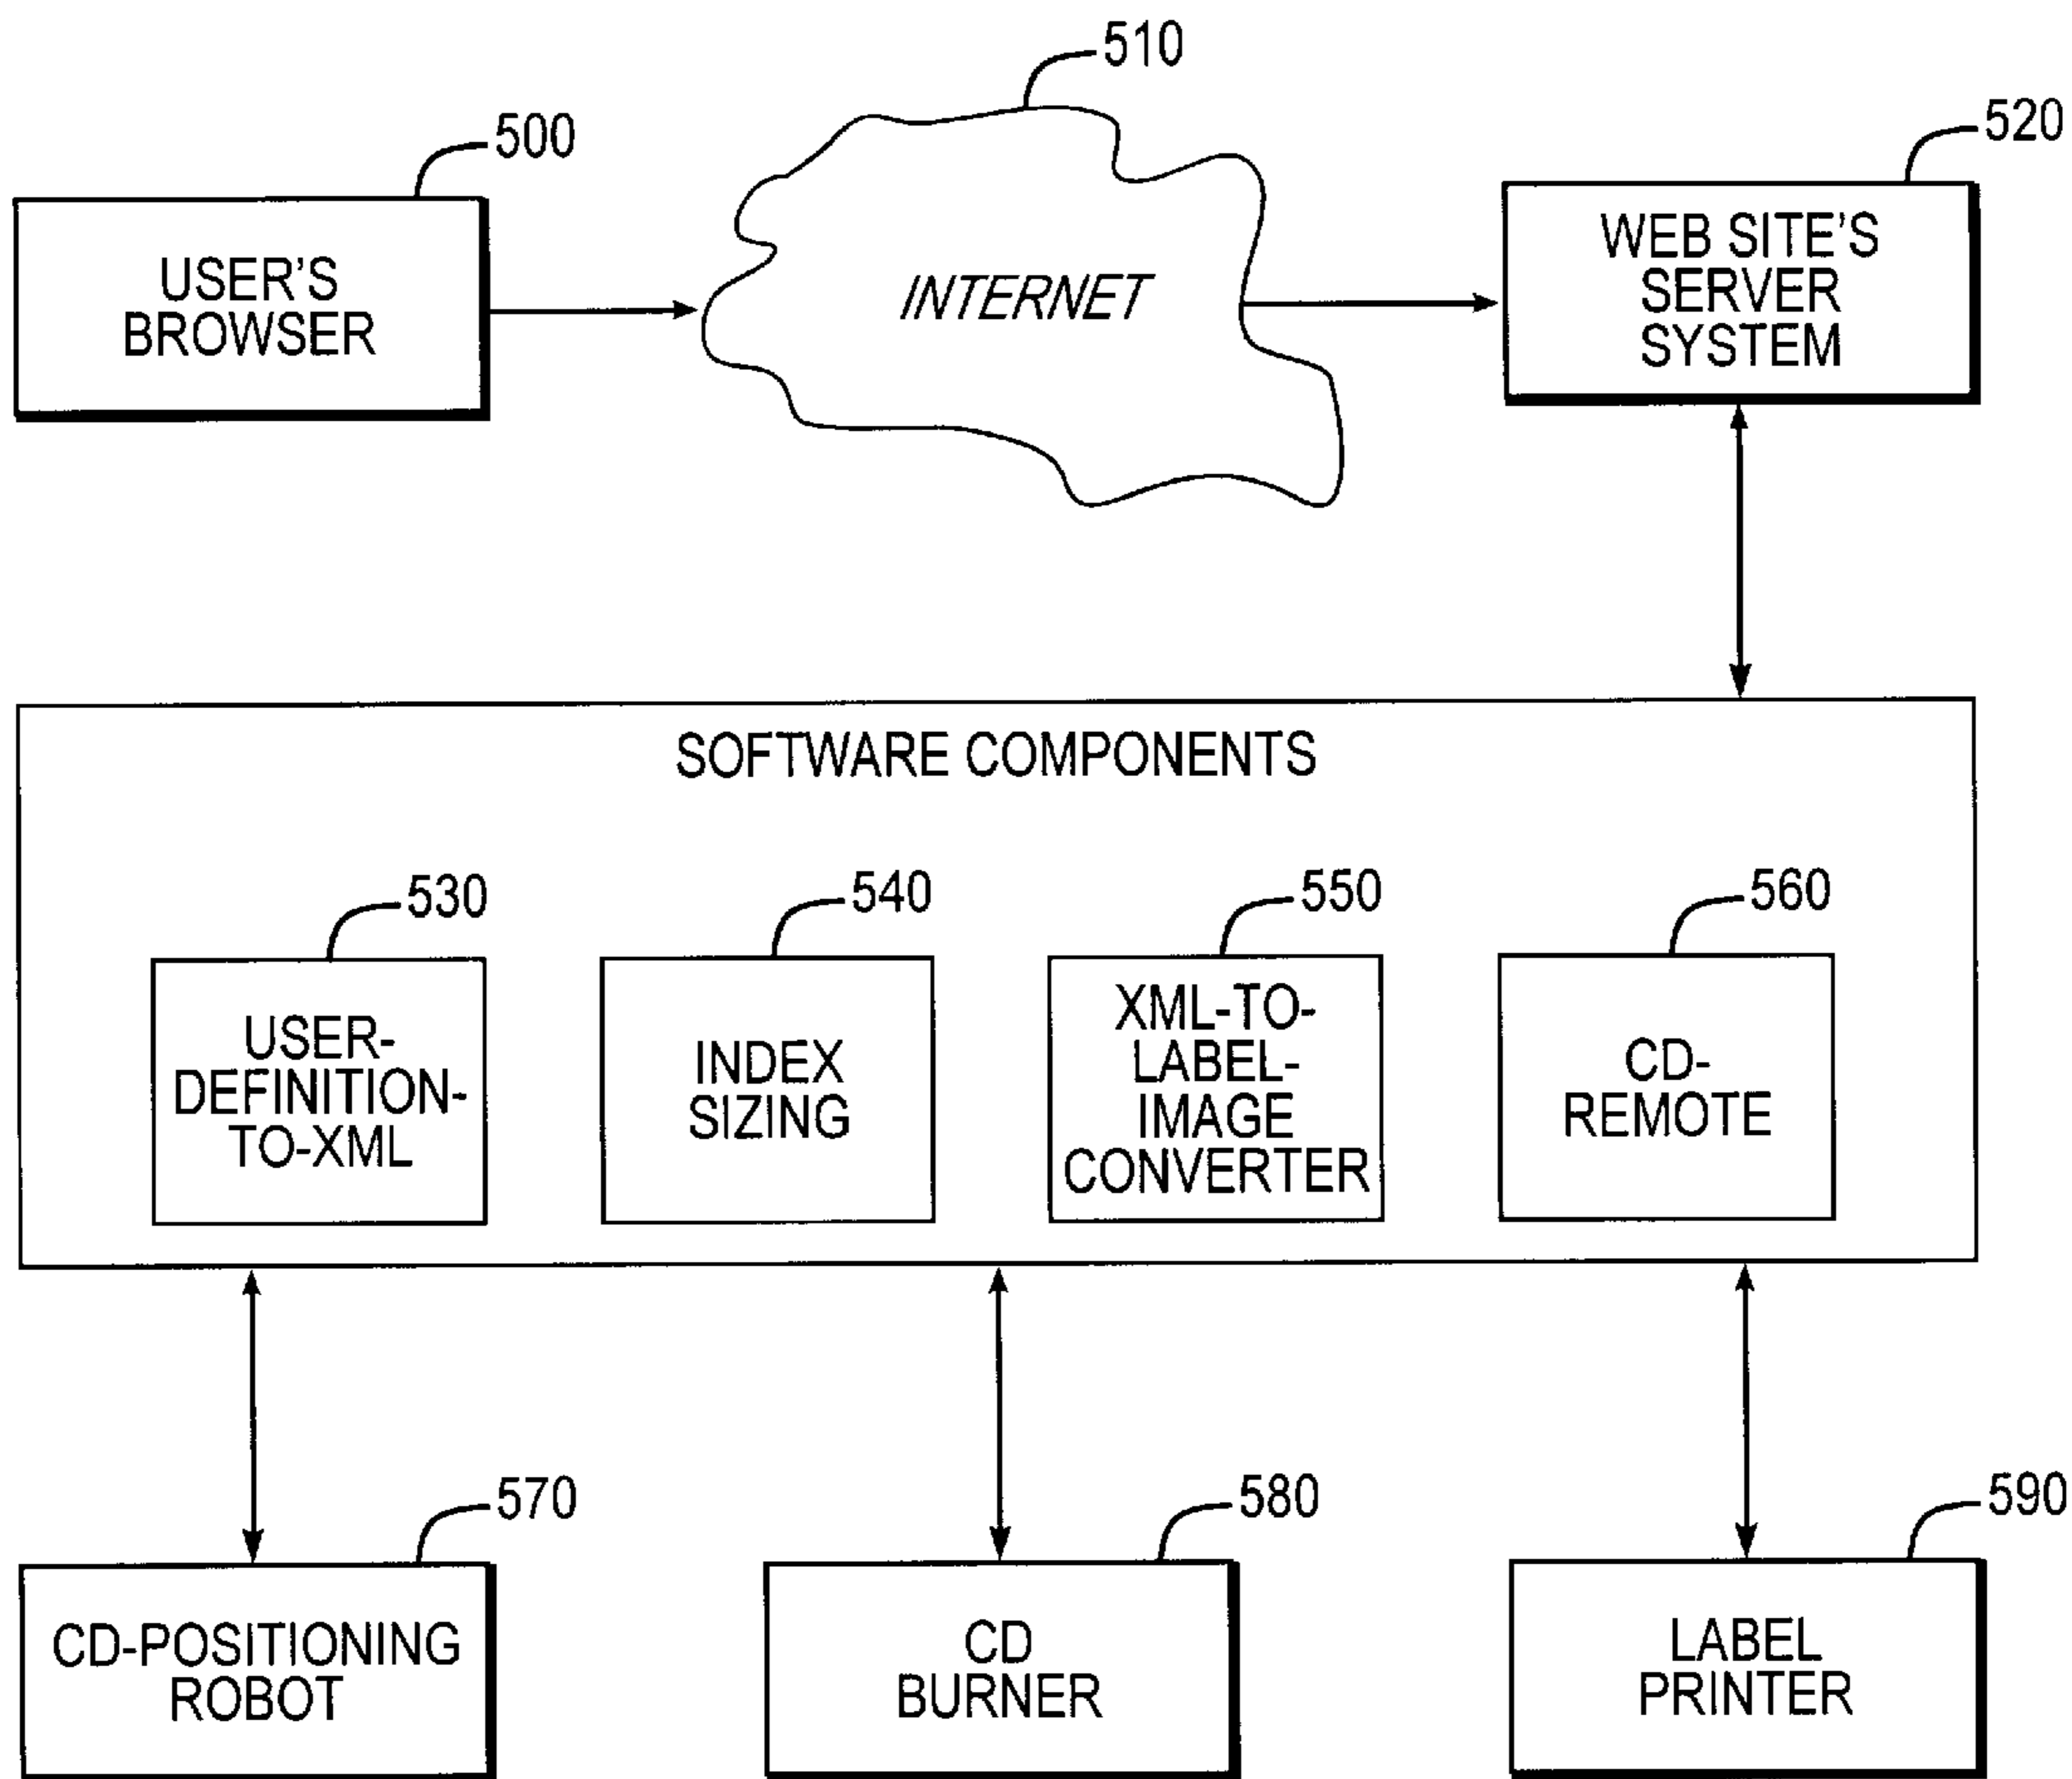 510
500
520
USER'S
BROWSER
INTERNET
WEB SITE'S
SERVER
SYSTEM
SOFTWARE COMPONENTS
530
540
550
560
USER-
DEFINITION-
TO-XML
INDEX
SIZING
XML-TO-
LABEL-
IMAGE
CONVERTER
CD-
REMOTE
570
580
590
CD-POSITIONING
ROBOT
CD
BURNER
LABEL
PRINTER